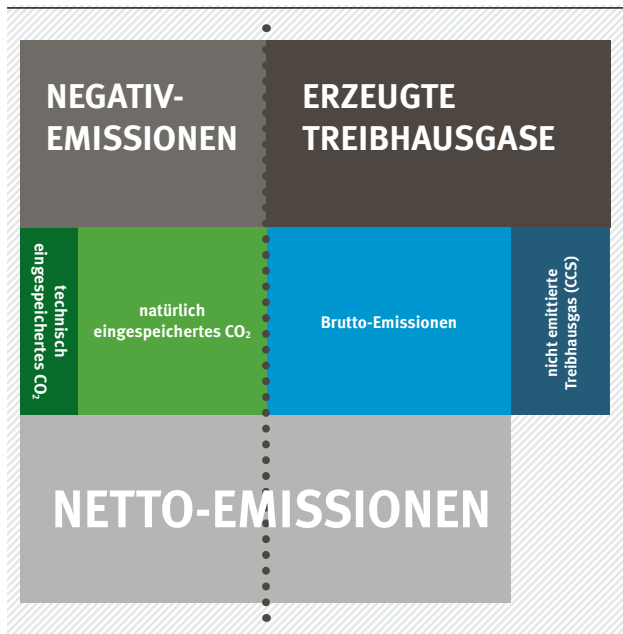 NEGATIV-
EMISSIONEN
ERZEUGTE
TREIBHAUSGASE
technisch
eingespeichertes CO₂
natürlich
eingespeichertes CO₂
Brutto-Emissionen
nicht emittierte
Treibhausgas (CCS)
NETTO-EMISSIONEN